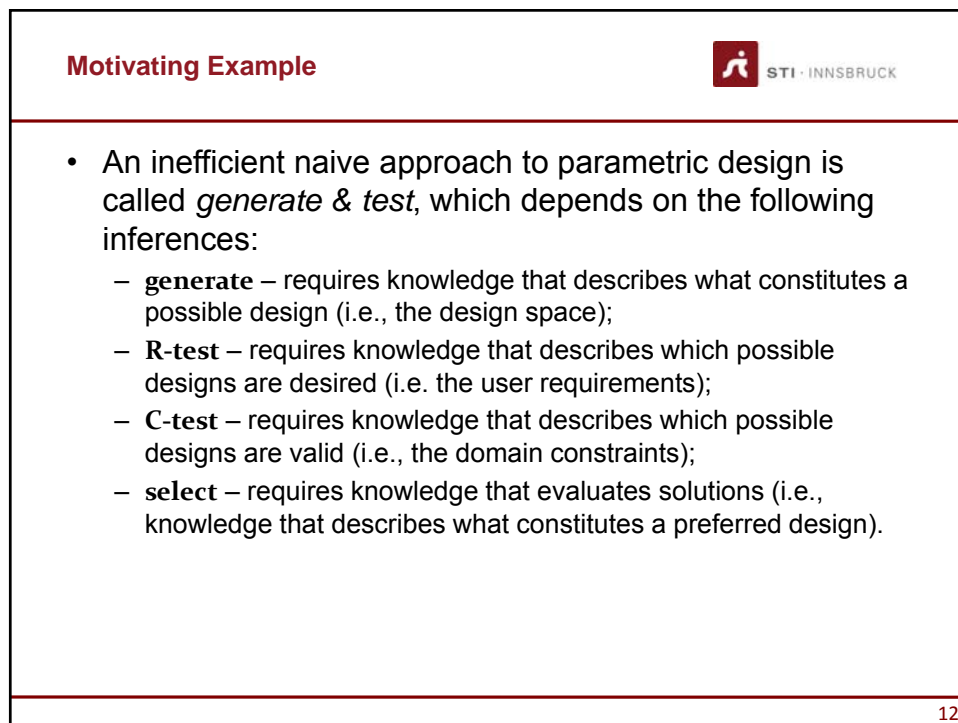 Motivating Example
STI · INNSBRUCK
• An inefficient naive approach to parametric design is
called generate & test, which depends on the following
inferences:
– generate – requires knowledge that describes what constitutes a
possible design (i.e., the design space);
– R-test – requires knowledge that describes which possible
designs are desired (i.e. the user requirements);
– C-test – requires knowledge that describes which possible
designs are valid (i.e., the domain constraints);
– select – requires knowledge that evaluates solutions (i.e.,
knowledge that describes what constitutes a preferred design).
12